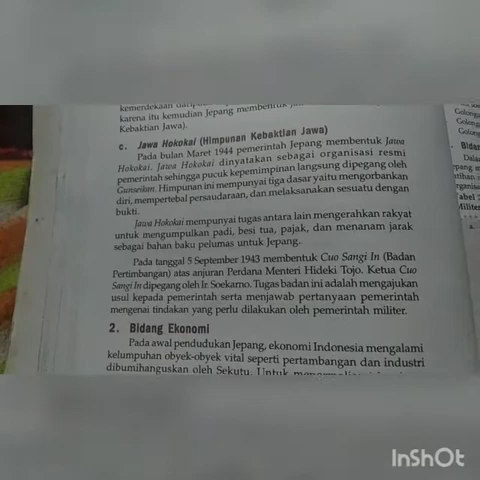 karena itu kemudian Jepang membentuk
Kebaktian Jawa).
c. Jawa Hokokai (Himpunan Kebaktian Jawa)
Pada bulan Maret 1944 pemerintah Jepang membentuk Jawa
Hokokai. Jawa Hokokai dinyatakan sebagai organisasi resmi
pemerintah sehingga pucuk kepemimpinan langsung dipegang oleh
Gunseikan. Himpunan ini mempunyai tiga dasar yaitu mengorbankan
diri, mempertebal persaudaraan, dan melaksanakan sesuatu dengan
bukti.
Jawa Hokokai mempunyai tugas antara lain mengerahkan rakyat
untuk mengumpulkan padi, besi tua, pajak, dan menanam jarak
sebagai bahan baku pelumas untuk Jepang.
Pada tanggal 5 September 1943 membentuk Cuo Sangi In (Badan
Pertimbangan) atas anjuran Perdana Menteri Hideki Tojo. Ketua Cuo
Sangi In dipegang oleh Ir. Soekarno. Tugas badan ini adalah mengajukan
usul kepada pemerintah serta menjawab pertanyaan pemerintah
mengenai tindakan yang perlu dilakukan oleh pemerintah militer.
2. Bidang Ekonomi
Pada awal pendudukan Jepang, ekonomi Indonesia mengalami
kelumpuhan obyek-obyek vital seperti pertambangan dan industri
dibumihanguskan oleh Sekutu. Untuk
InShOt